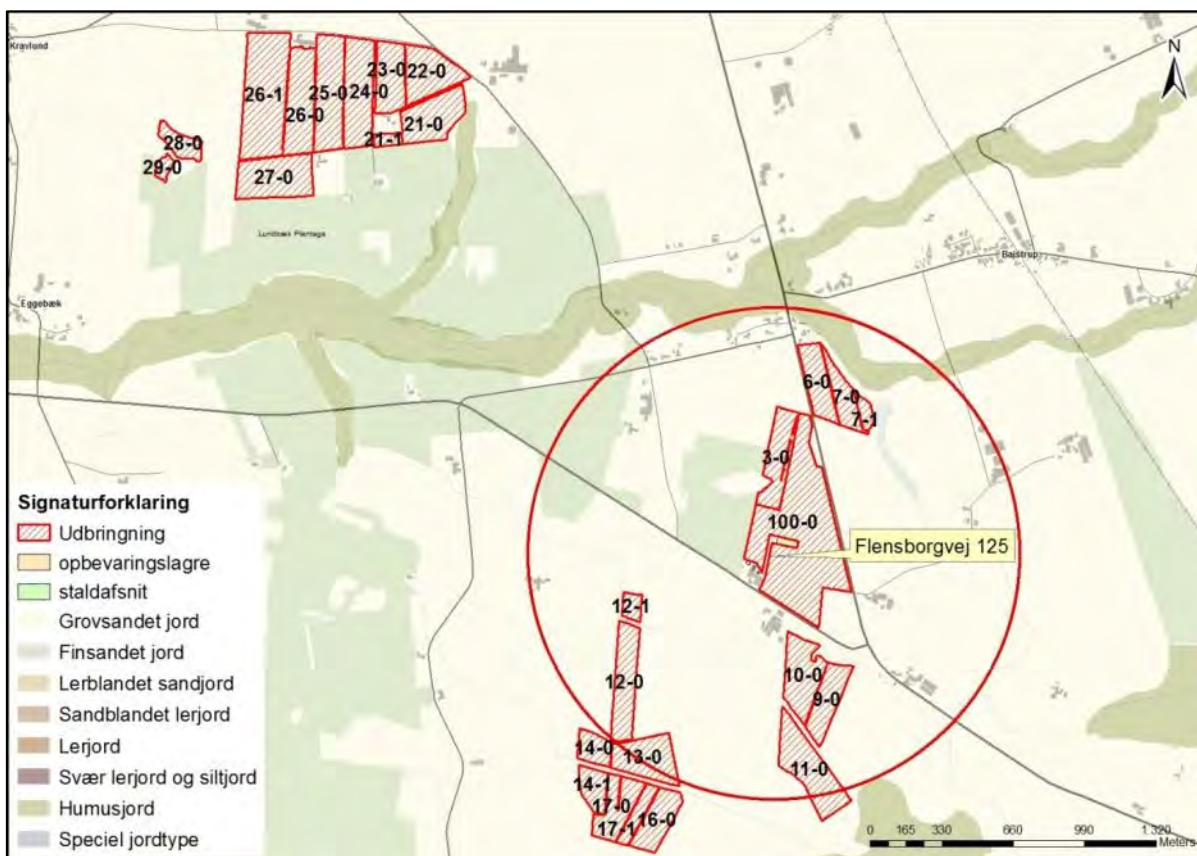 Kravlund
N
23-0
22-0
26-1
25-0
24-0
26-0
21-0
28-0
21-1
29-0
27-0
Lundbæk Plantage
Bajstrup
Eggebæk
6-0
7-0
7-1
3-0
100-0
Flensborgvej 125
12-1
12-0
10-0
9-0
14-0
13-0
11-0
14-1
17-0
17-1
16-0
Signaturforklaring
Udbringning
opbevaringslagre
staldafsnit
Grovsandet jord
Finsandet jord
Lerblandet sandjord
Sandblandet lerjord
Lerjord
Svær lerjord og siltjord
Humusjord
Speciel jordtype
0 165 330 660 990 1.320
Meters